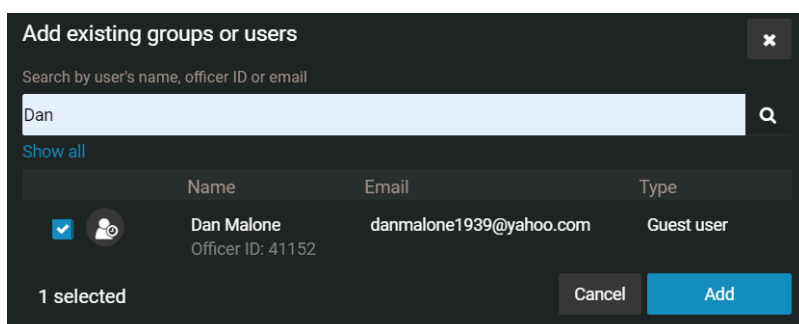 Add existing groups or users
Search by user's name, officer ID or email
Dan
Show all
Name Email Type
Dan Malone danmalone1939@yahoo.com Guest user
Officer ID: 41152
1 selected Cancel Add